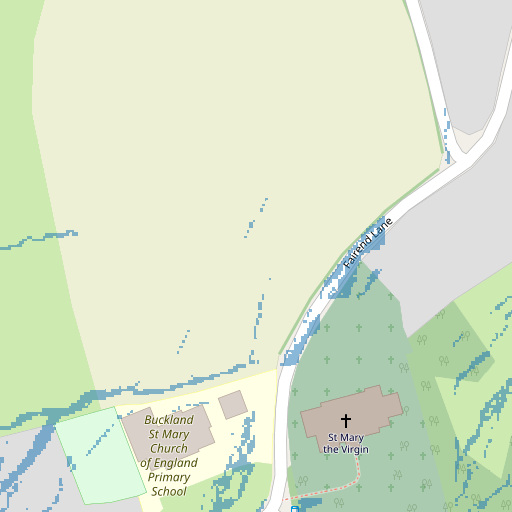 Fairend Lane
Buckland
St Mary
Church
of England
Primary
School
St Mary
the Virgin